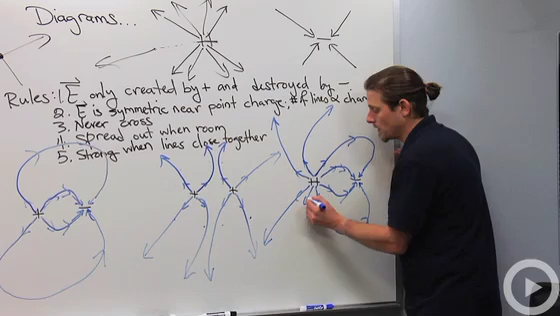 Diagrams...
Rules: 1. E only created by + and destroyed by −
2. E is symmetric near point charge, # of lines α char
3. Never cross
4. Spread out when room
5. Strong when lines close together